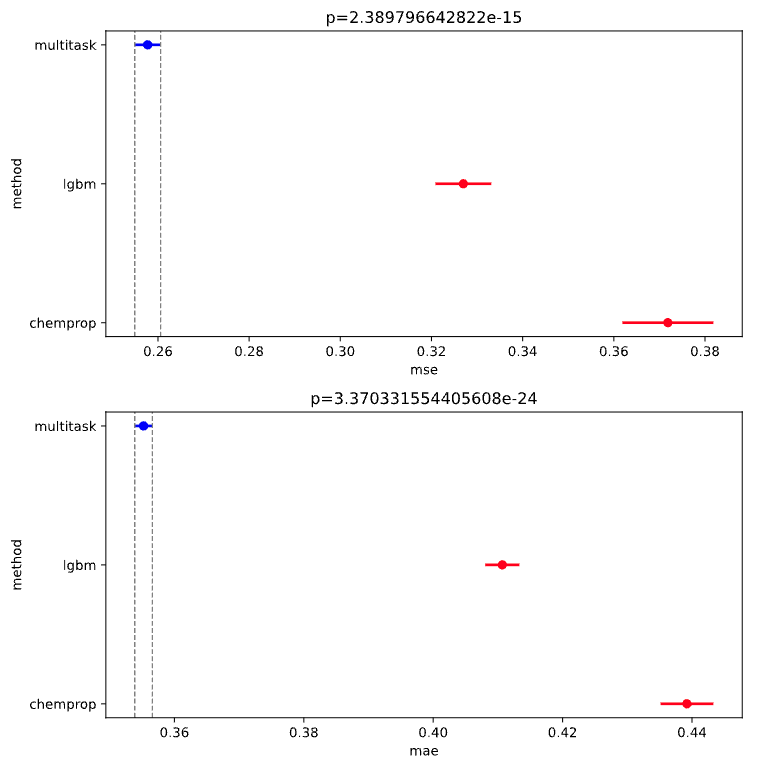 p=2.389796642822e-15
multitask
lgbm
chemprop
method
0.26 0.28 0.30 0.32 0.34 0.36 0.38
mse
p=3.370331554405608e-24
multitask
lgbm
chemprop
method
0.36 0.38 0.40 0.42 0.44
mae